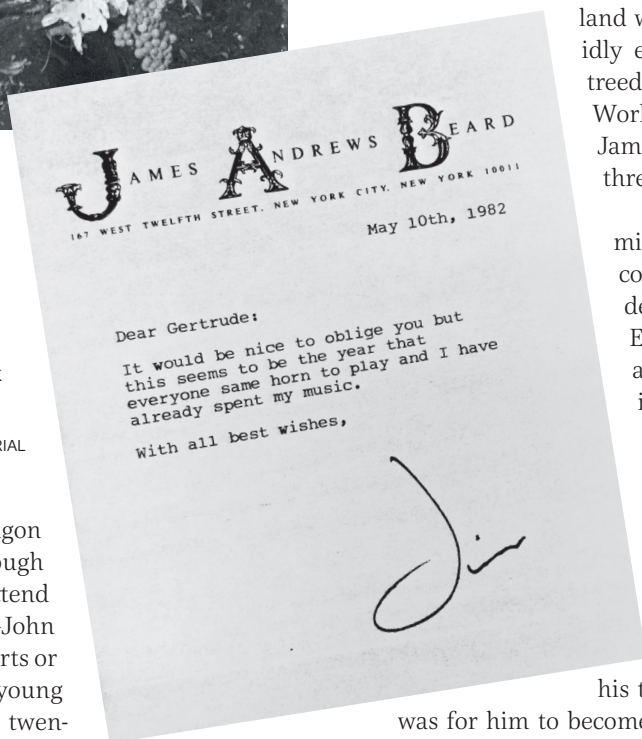 land w
idly e
treed
Worl
Jam
thre
mi
co
de
E
a
i
RIAL
gon
ough
ttend
John
rts or
young
twen-
JAMES ANDREWS BEARD
167 WEST TWELFTH STREET, NEW YORK CITY, NEW YORK 10011
May 10th, 1982
Dear Gertrude:
It would be nice to oblige you but
this seems to be the year that
everyone same horn to play and I have
already spent my music.
With all best wishes,
Jim
his t
was for him to become